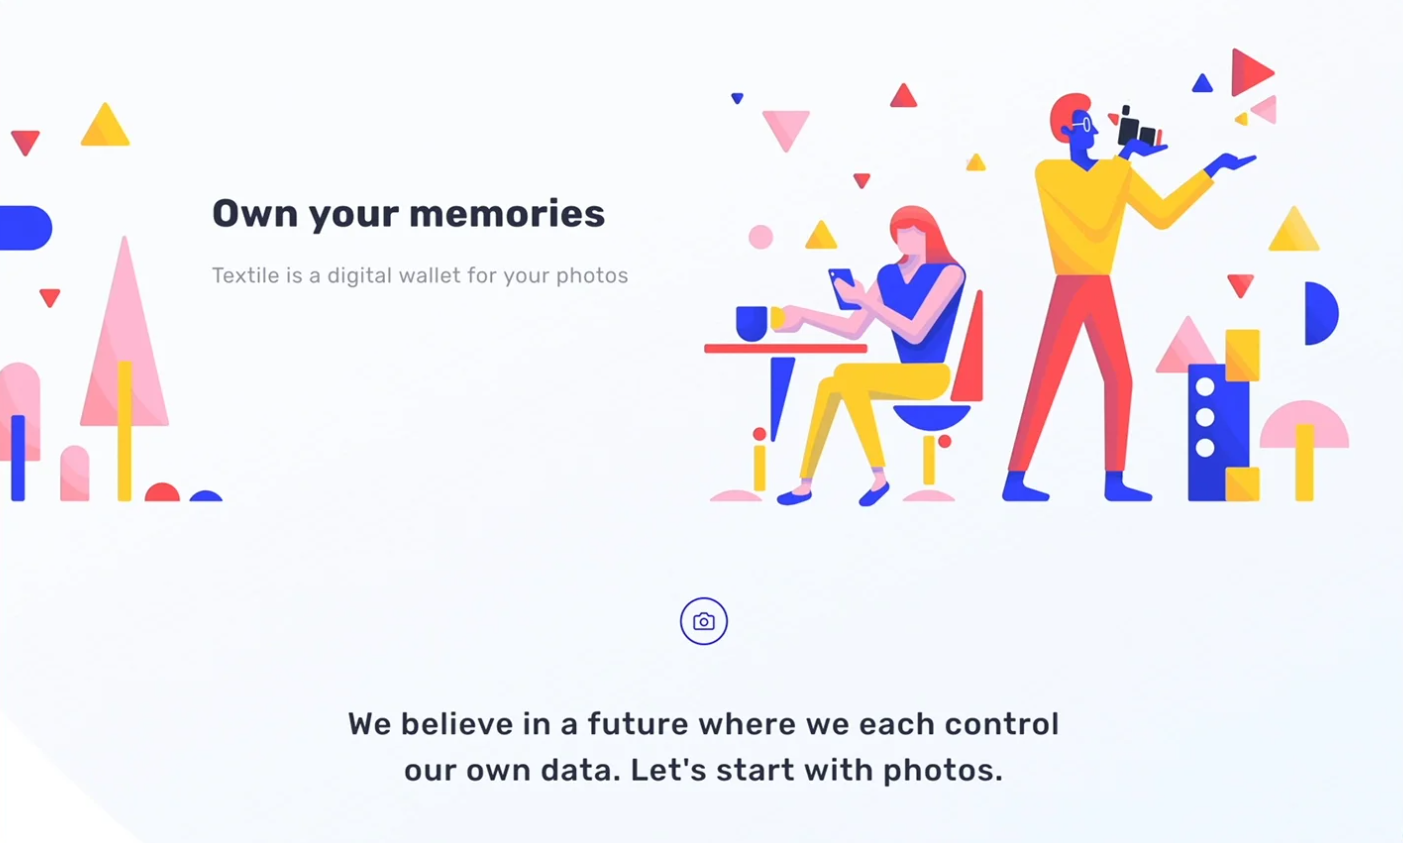 Own your memories
Textile is a digital wallet for your photos
We believe in a future where we each control
our own data. Let's start with photos.